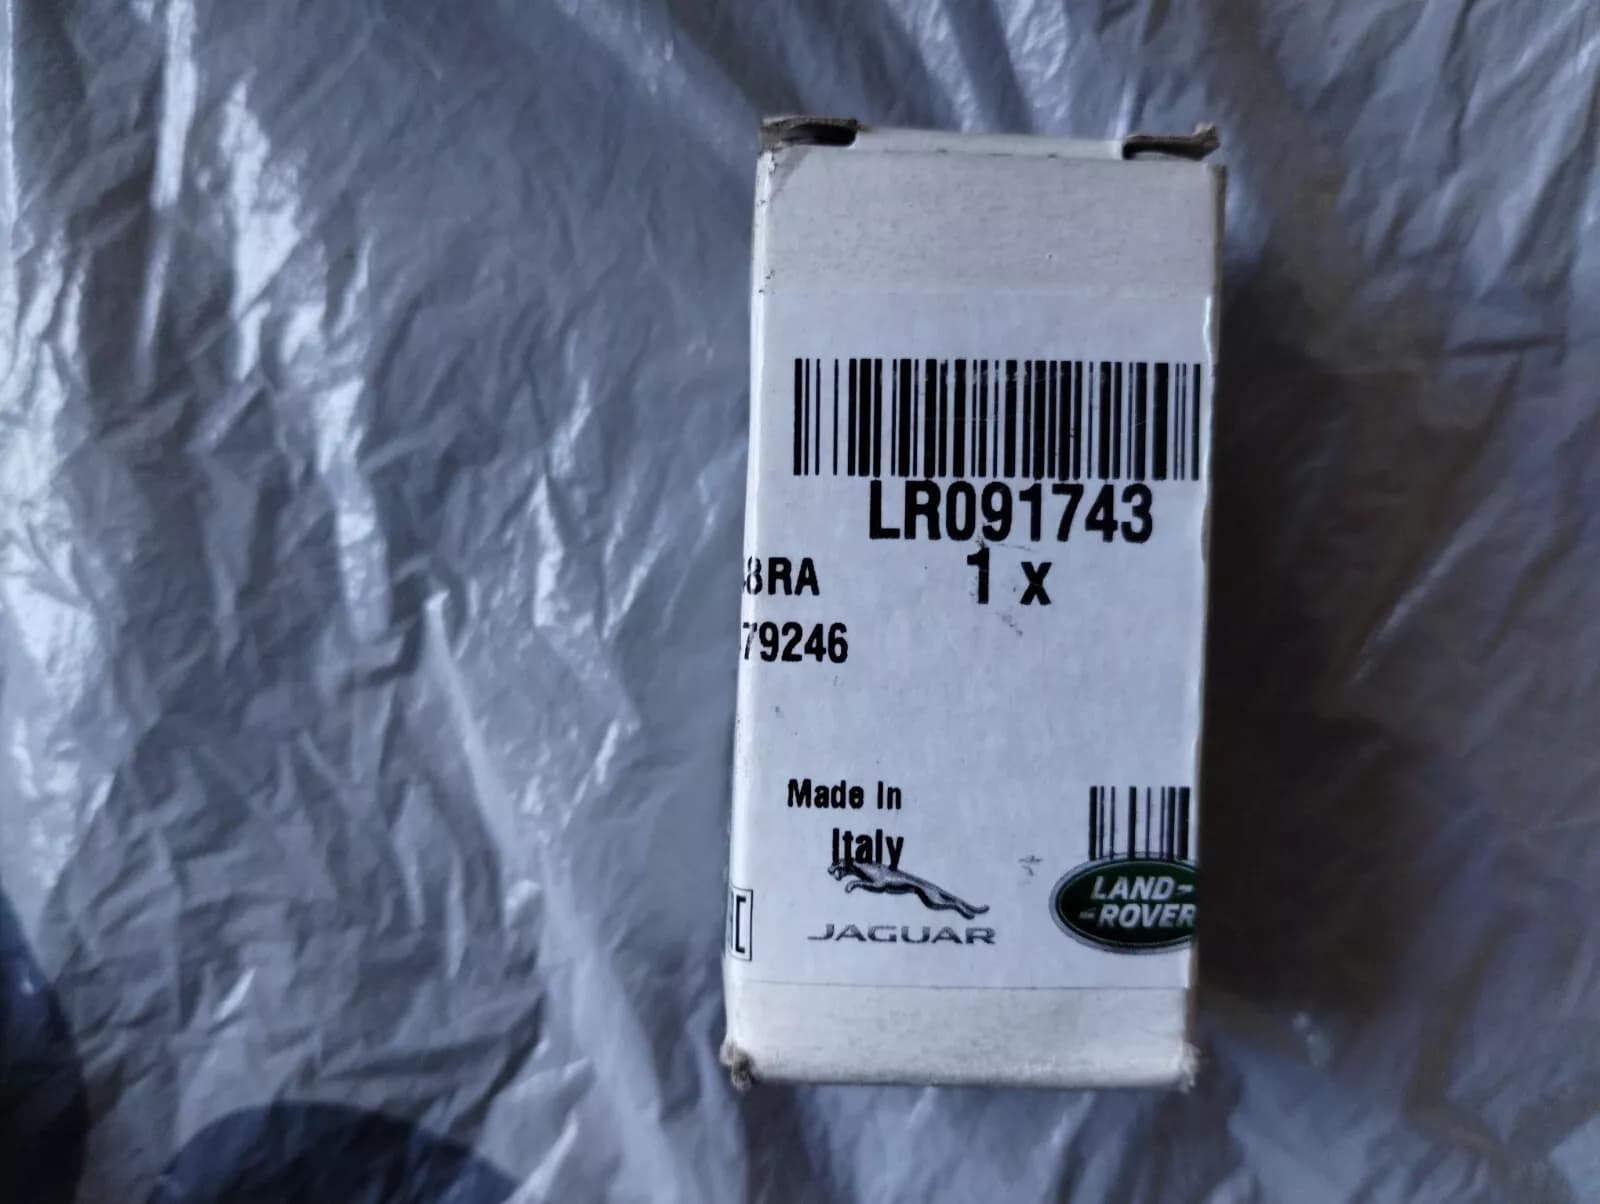 LR091743
1 x
8RA
79246
Made In
Italy
JAGUAR
LAND-
-ROVER